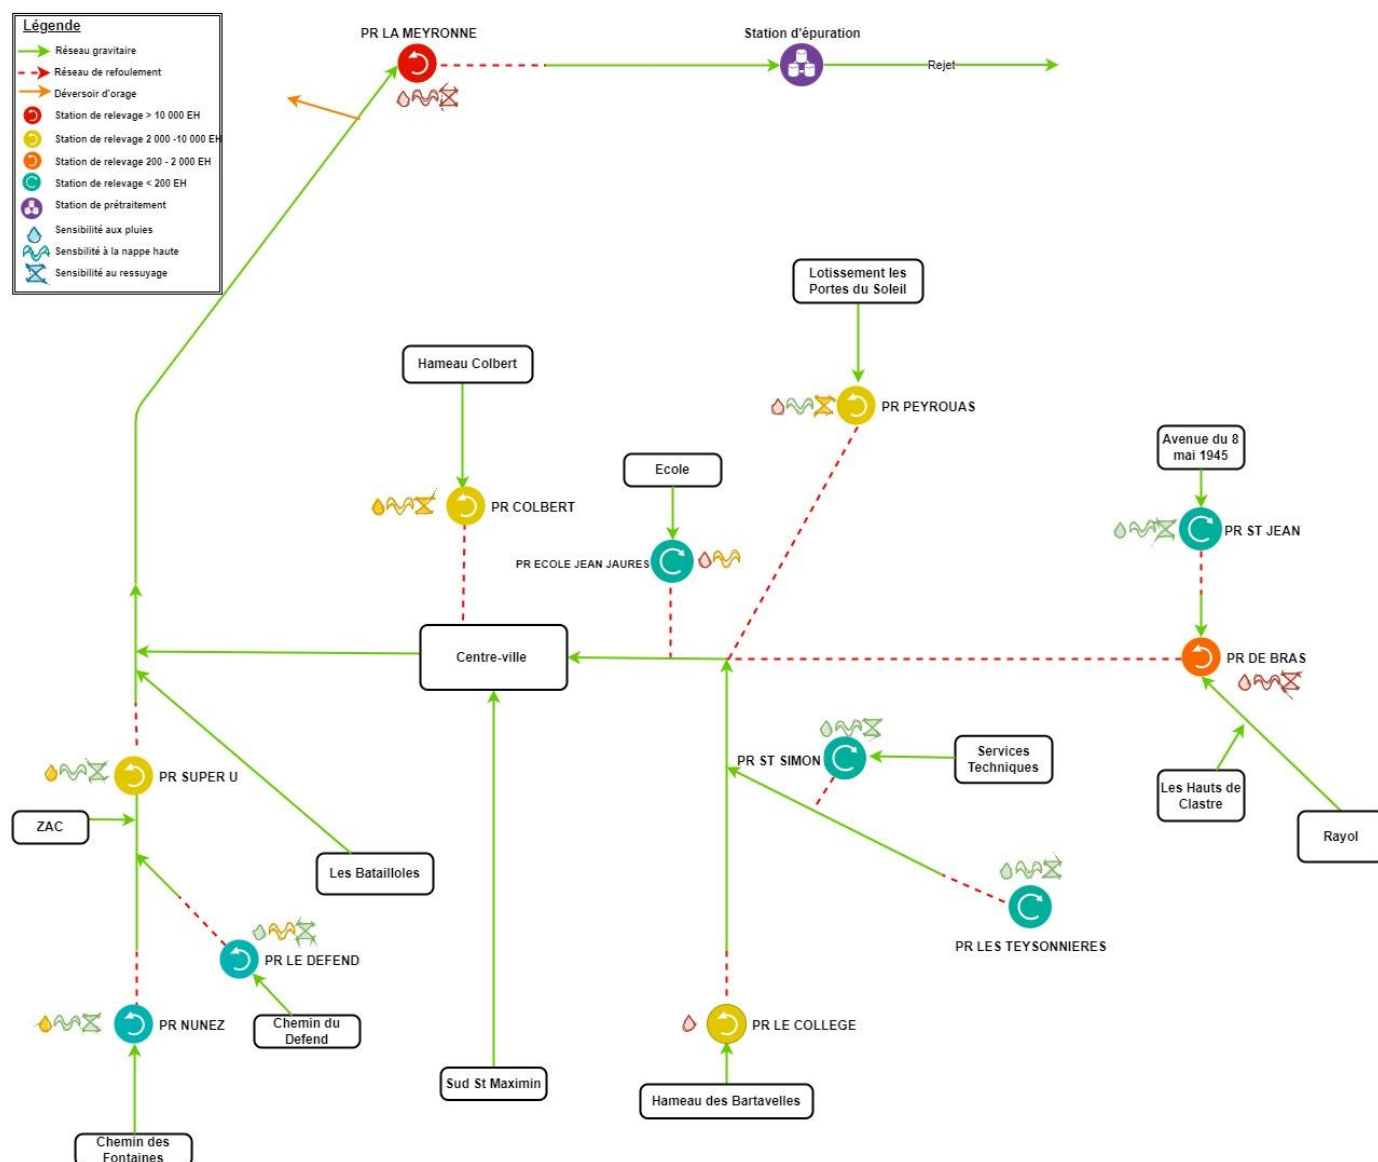 Légende
Réseau gravitaire
Réseau de refoulement
Déversoir d'orage
Station de relevage > 10 000 EH
Station de relevage 2 000 -10 000 EH
Station de relevage 200 - 2 000 EH
Station de relevage < 200 EH
Station de prétraitement
Sensibilité aux pluies
Sensbilité à la nappe haute
Sensibilité au ressuyage
PR LA MEYRONNE
Station d'épuration
Rejet
Lotissement les
Portes du Soleil
Hameau Colbert
PR PEYROUAS
Avenue du 8
mai 1945
Ecole
PR COLBERT
PR ST JEAN
PR ECOLE JEAN JAURES
Centre-ville
PR DE BRAS
PR ST SIMON
Services
Techniques
PR SUPER U
Les Hauts de
Clastre
ZAC
Rayol
Les Batailloles
PR LES TEYSONNIERES
PR LE DEFEND
PR NUNEZ
Chemin du
Defend
PR LE COLLEGE
Sud St Maximin
Hameau des Bartavelles
Chemin des
Fontaines